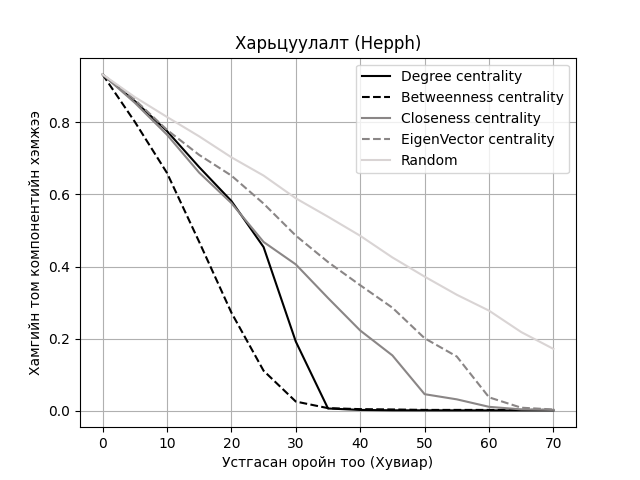 Харьцуулалт (Hepph)
Degree centrality
Betweenness centrality
Closeness centrality
EigenVector centrality
Random
Хамгийн том компонентийн хэмжээ
0.8
0.6
0.4
0.2
0.0
0 10 20 30 40 50 60 70
Устгасан оройн тоо (Хувиар)